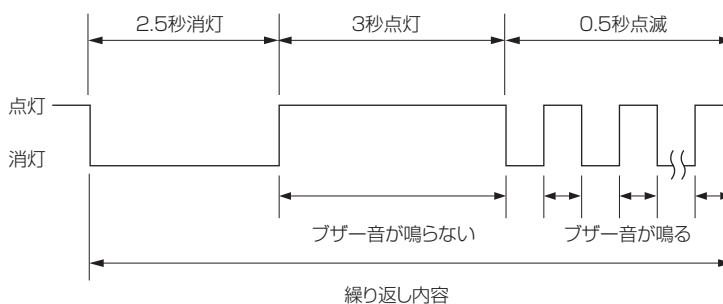 2.5秒消灯
3秒点灯
0.5秒点滅
点灯
消灯
ブザー音が鳴らない
ブザー音が鳴る
繰り返し内容